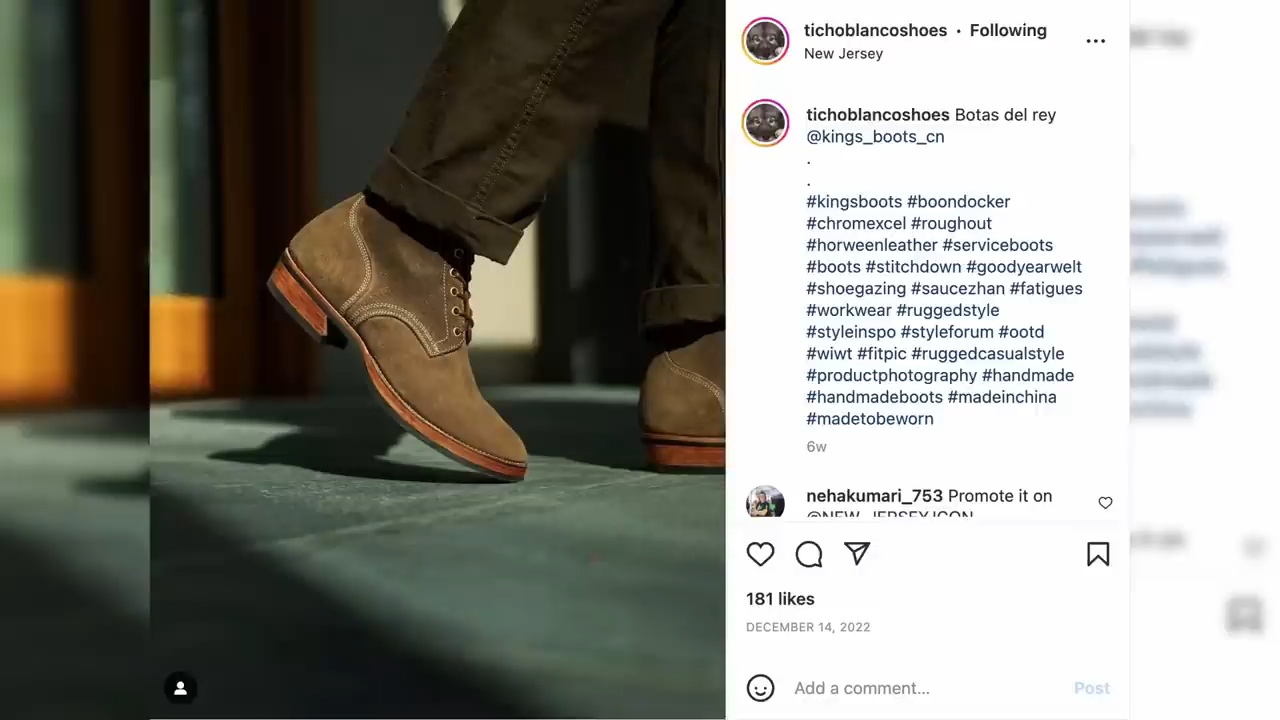 tichoblancoshoes • Following
New Jersey
tichoblancoshoes Botas del rey
@kings_boots_cn
.
.
#kingsboots #boondocker
#chromexcel #roughout
#horweenleather #serviceboots
#boots #stitchdown #goodyearwelt
#shoegazing #saucezhan #fatigues
#workwear #ruggedstyle
#styleinspo #styleforum #ootd
#wiwt #fitpic #ruggedcasualstyle
#productphotography #handmade
#handmadeboots #madeinchina
#madetobeworn
6w
nehakumari_753 Promote it on
181 likes
DECEMBER 14, 2022
Add a comment...
Post